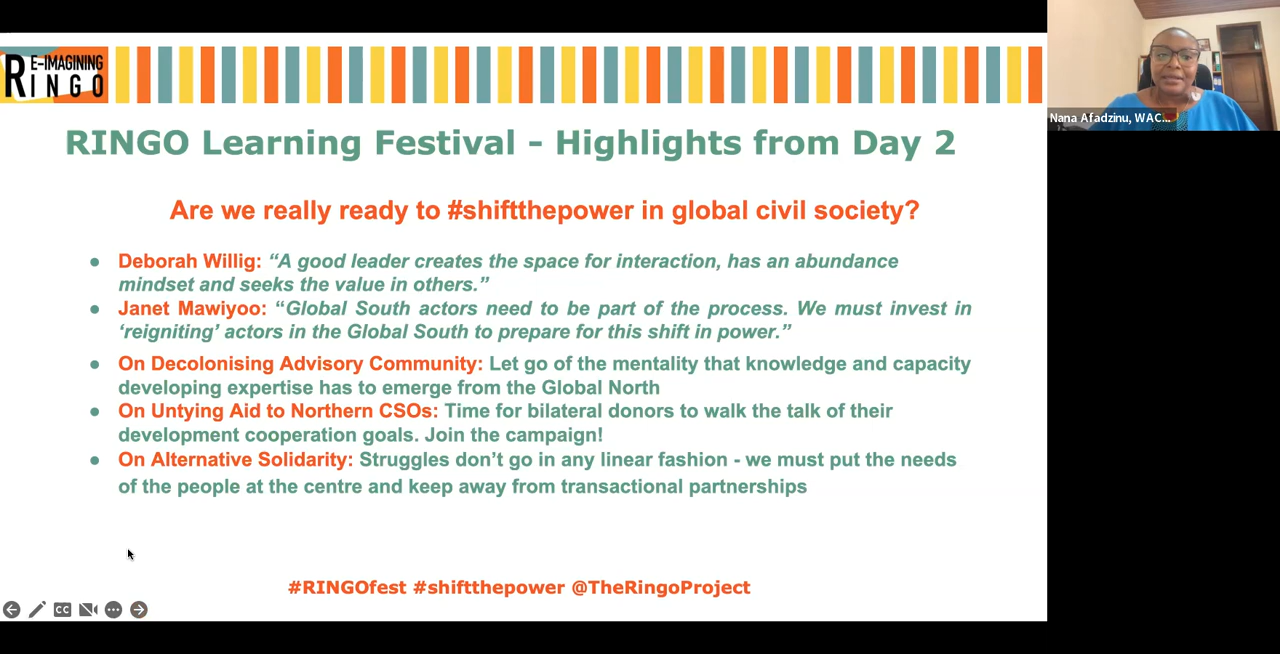 RE-IMAGINING
RINGO
Nana Afadzinu, WAC...
RINGO Learning Festival - Highlights from Day 2
Are we really ready to #shiftthepower in global civil society?
● Deborah Willig: “A good leader creates the space for interaction, has an abundance
mindset and seeks the value in others.”
● Janet Mawiyoo: “Global South actors need to be part of the process. We must invest in
‘reigniting’ actors in the Global South to prepare for this shift in power.”
● On Decolonising Advisory Community: Let go of the mentality that knowledge and capacity
developing expertise has to emerge from the Global North
● On Untying Aid to Northern CSOs: Time for bilateral donors to walk the talk of their
development cooperation goals. Join the campaign!
● On Alternative Solidarity: Struggles don’t go in any linear fashion - we must put the needs
of the people at the centre and keep away from transactional partnerships
#RINGOfest #shiftthepower @TheRingoProject
CC